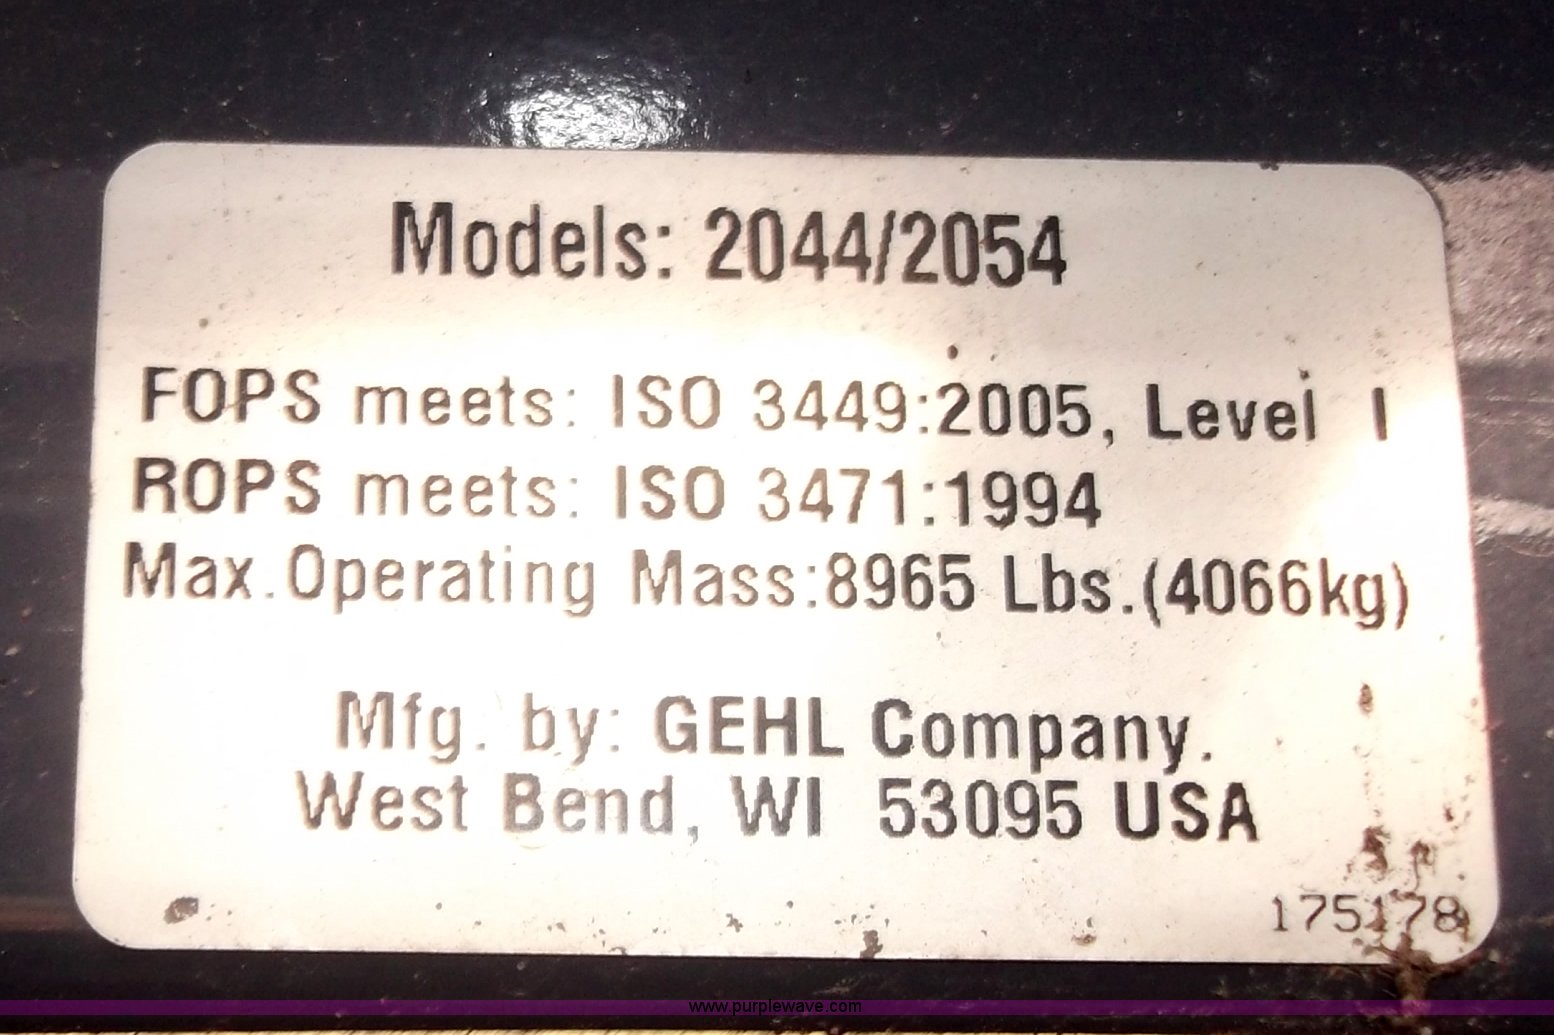 Models: 2044/2054
FOPS meets: ISO 3449:2005, Level I
ROPS meets: ISO 3471:1994
Max.Operating Mass:8965 Lbs.(4066kg)
Mfg. by: GEHL Company.
West Bend, WI 53095 USA
175178
www.purplewave.com